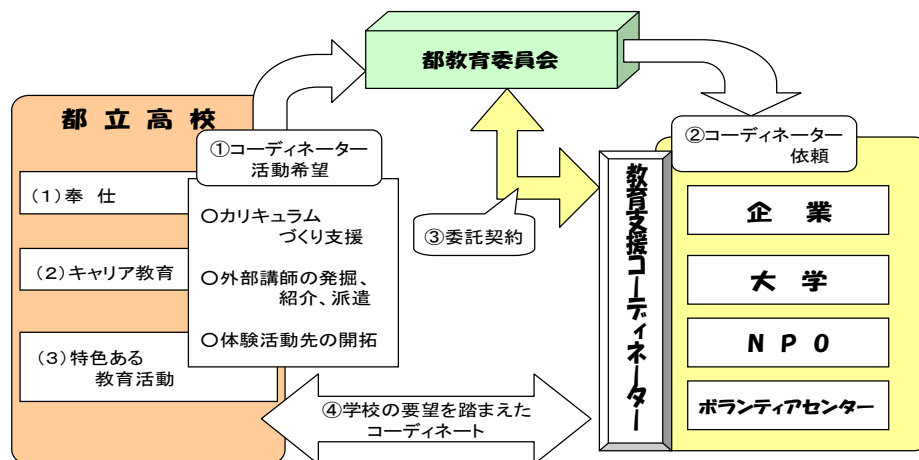 都教育委員会
都立高校
①コーディネーター
活動希望
(1)奉 仕
(2)キャリア教育
(3)特色ある
教育活動
○カリキュラム
づくり支援
○外部講師の発掘、
紹介、派遣
○体験活動先の開拓
②コーディネーター
依頼
③委託契約
教育支援コーディネーター
企 業
大 学
N P O
ボランティアセンター
④学校の要望を踏まえた
コーディネート